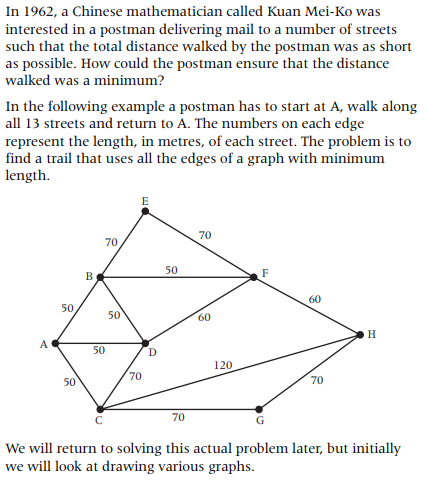 In 1962, a Chinese mathematician called Kuan Mei-Ko was
interested in a postman delivering mail to a number of streets
such that the total distance walked by the postman was as short
as possible. How could the postman ensure that the distance
walked was a minimum?
In the following example a postman has to start at A, walk along
all 13 streets and return to A. The numbers on each edge
represent the length, in metres, of each street. The problem is to
find a trail that uses all the edges of a graph with minimum
length.
E
70
70
B
50
F
50
50
60
60
A
50
D
H
50
70
120
70
C
70
G
We will return to solving this actual problem later, but initially
we will look at drawing various graphs.